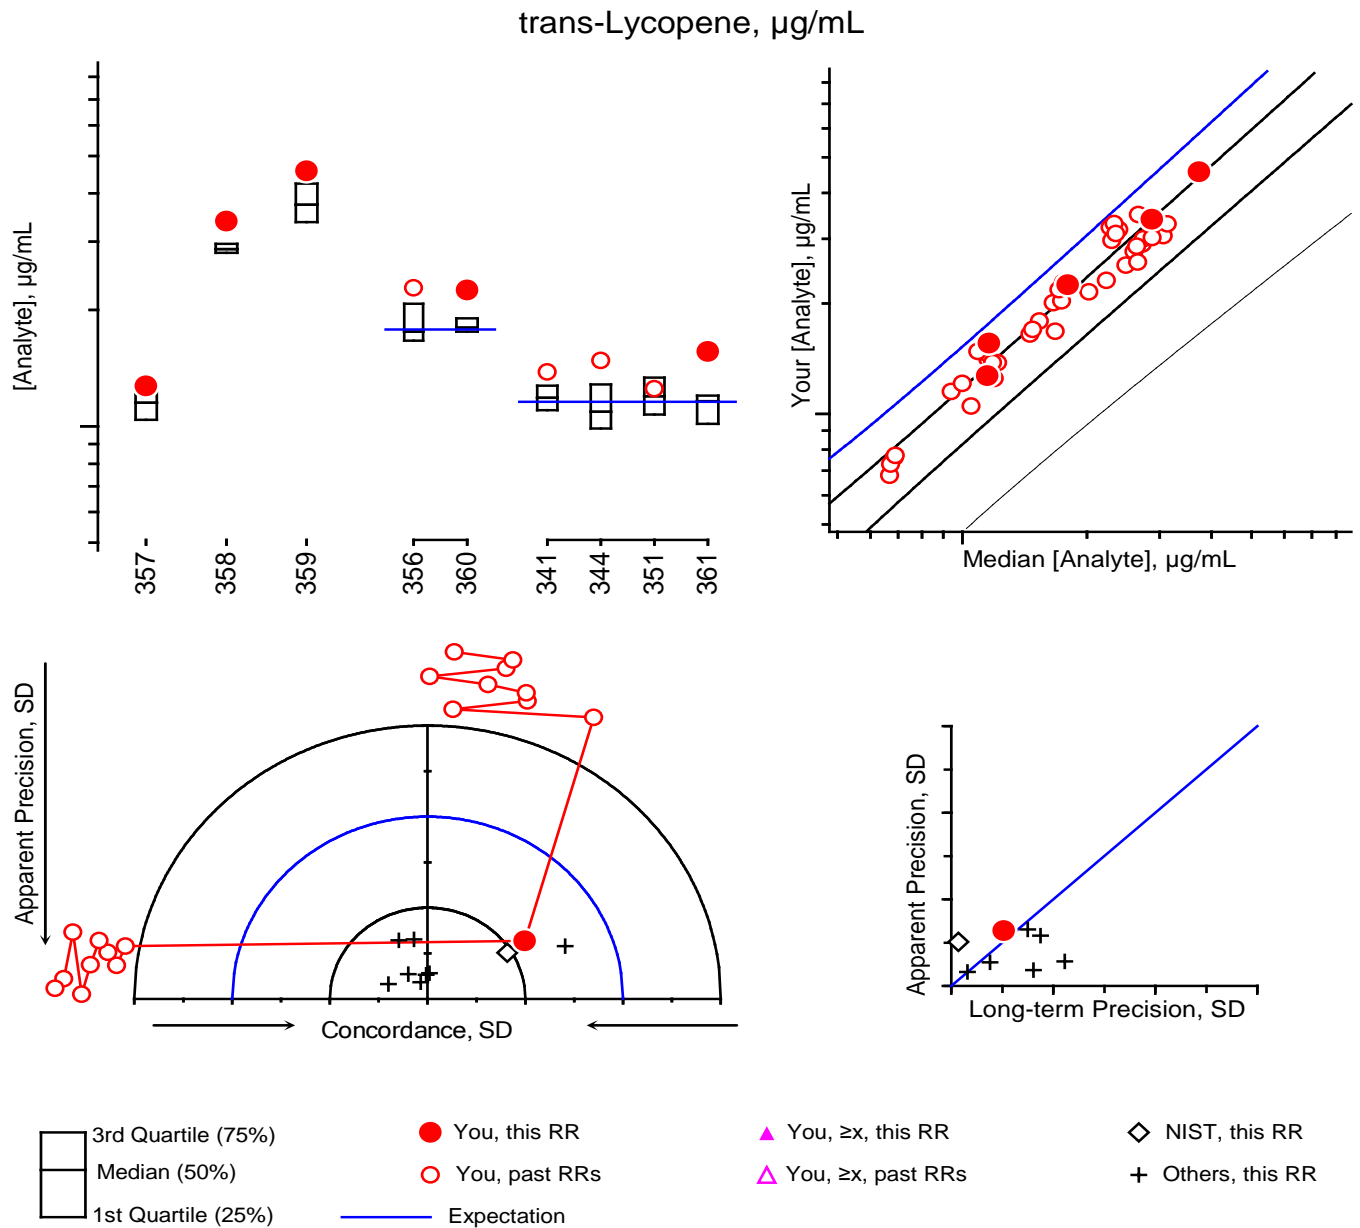 trans-Lycopene, µg/mL
[Analyte], µg/mL
357
358
359
356
360
341
344
351
361
Your [Analyte], µg/mL
Median [Analyte], µg/mL
Apparent Precision, SD
Concordance, SD
Apparent Precision, SD
Long-term Precision, SD
3rd Quartile (75%)
Median (50%)
1st Quartile (25%)
You, this RR
You, past RRs
Expectation
You, ≥x, this RR
You, ≥x, past RRs
NIST, this RR
Others, this RR